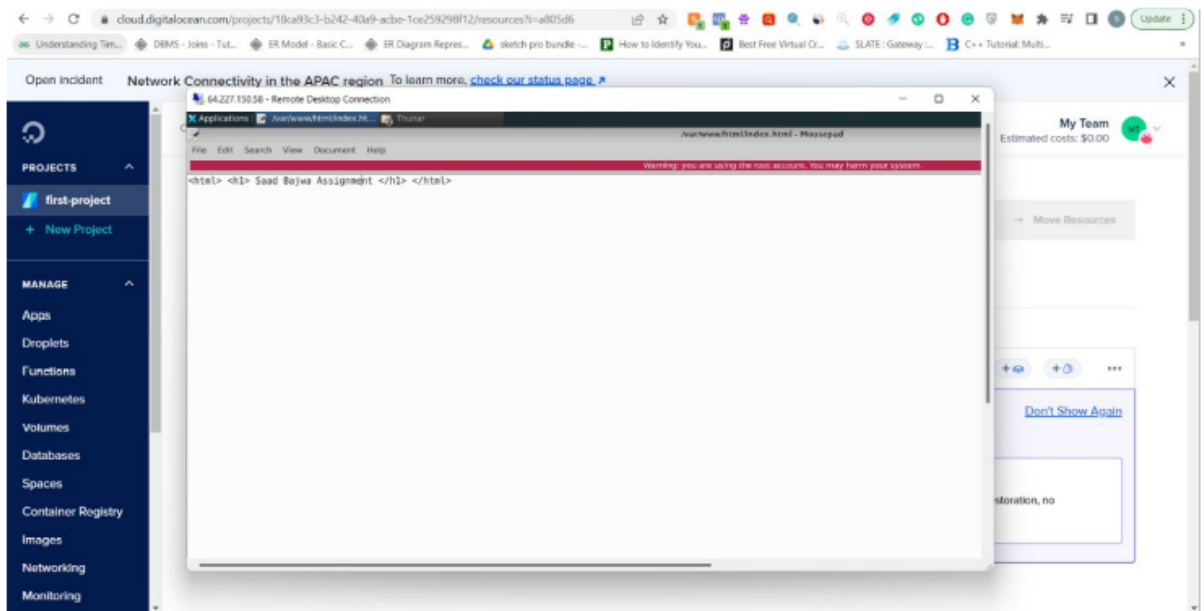 cloud.digitalocean.com/projects/18ca93c3-b242-40a9-acbe-1ce259298f12/resources?i=a805d6
Update
Understanding Tim...
DBMS - Joins - Tut...
ER Model - Basic C...
ER Diagram Repres...
sketch pro bundle -...
How to Identify You...
Best Free Virtual Cr...
SLATE : Gateway :...
C++ Tutorial: Multi...
»
Open incident Network Connectivity in the APAC region To learn more, check our status page
64.227.150.58 - Remote Desktop Connection
Applications /var/www/html/index.ht... Thunar
/var/www/html/index.html - Mousepad
File Edit Search View Document Help
Warning: you are using the root account. You may harm your system.
<html> <h1> Saad Bajwa Assignment </h1> </html>
My Team
Estimated costs: $0.00
MT
PROJECTS
first-project
+ New Project
→ Move Resources
MANAGE
Apps
Droplets
Functions
Kubernetes
Volumes
Databases
Spaces
Container Registry
Images
Networking
Monitoring
Don't Show Again
storation, no